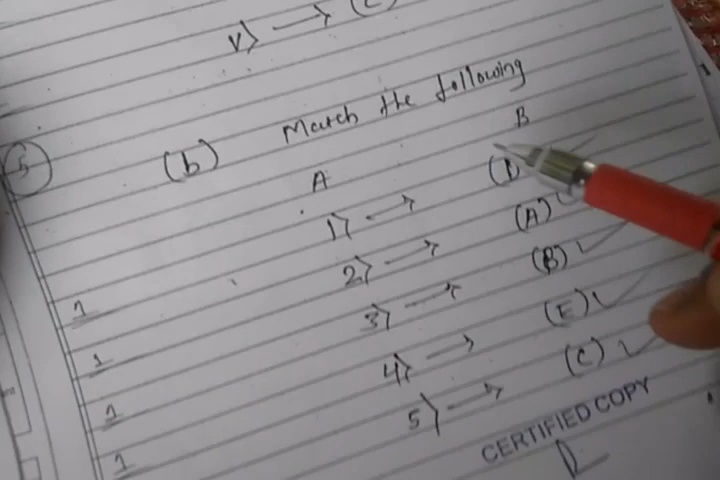 v) → (C)
5
(b) Match the following
A B
1) → (D
2) → (A)
3) → (B)
1
4) → (E)
1
5) → (C)
1
1
CERTIFIED COPY